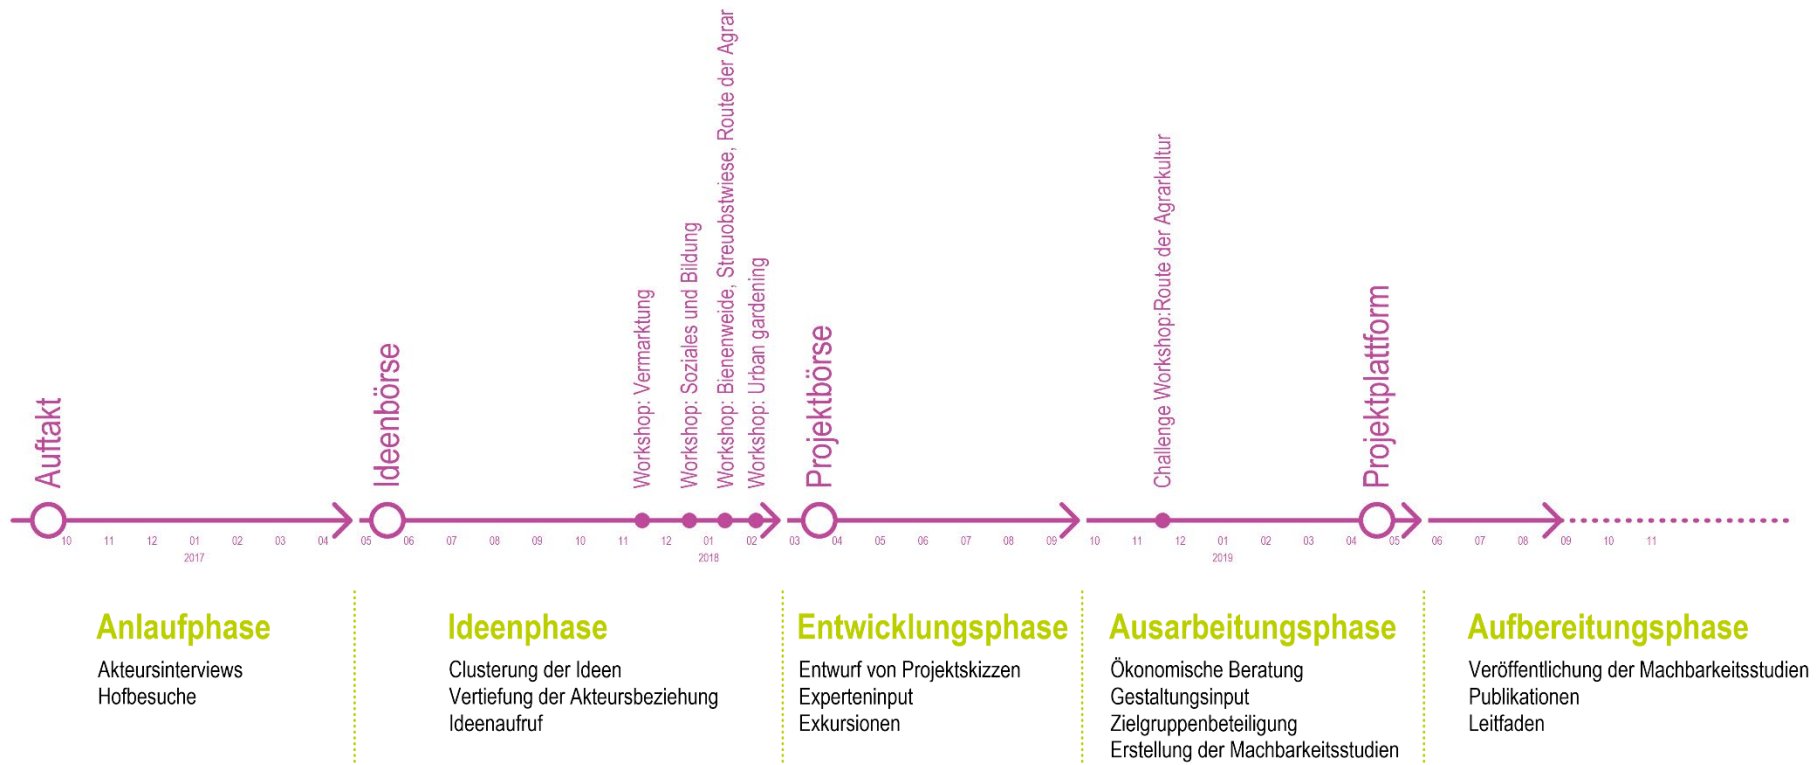 Auftakt
Ideenbörse
Workshop: Vermarktung
Workshop: Soziales und Bildung
Workshop: Bienenweide, Streuobstwiese, Route der Agrar
Workshop: Urban gardening
Projektbörse
Challenge Workshop:Route der Agrarkultur
Projektplattform
10 11 12 01 02 03 04 05 06 07 08 09 10 11 12 01 02 03 04 05 06 07 08 09 10 11 12 01 02 03 04 05 06 07 08 09 10 11
2017 2018 2019
Anlaufphase
Akteursinterviews
Hofbesuche
Ideenphase
Clusterung der Ideen
Vertiefung der Akteursbeziehung
Ideenaufruf
Entwicklungsphase
Entwurf von Projektskizzen
Experteninput
Exkursionen
Ausarbeitungsphase
Ökonomische Beratung
Gestaltungsinput
Zielgruppenbeteiligung
Erstellung der Machbarkeitsstudien
Aufbereitungsphase
Veröffentlichung der Machbarkeitsstudien
Publikationen
Leitfaden